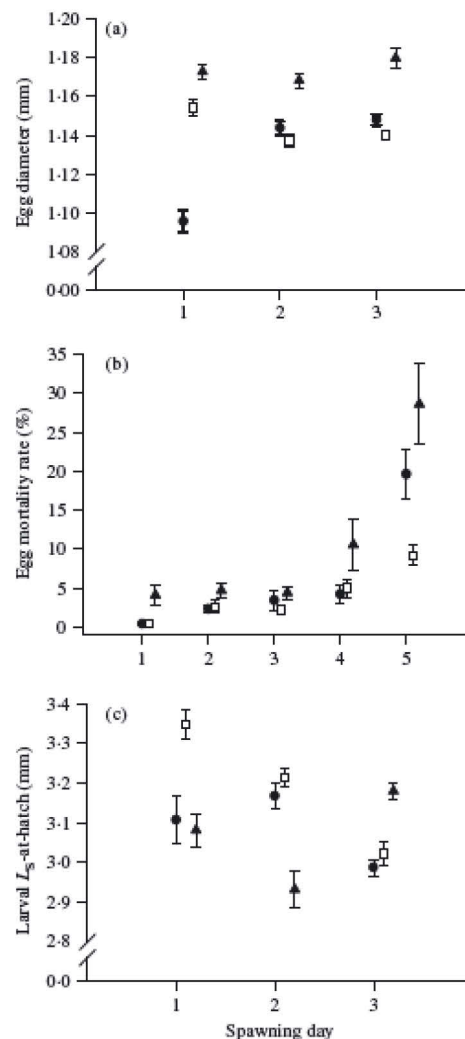 (a)
Egg diameter (mm)
1·20
1·18
1·16
1·14
1·12
1·10
1·08
0·00
1 2 3
(b)
Egg mortality rate (%)
35
30
25
20
15
10
5
0
1 2 3 4 5
(c)
Larval Ls-at-hatch (mm)
3·4
3·3
3·2
3·1
3·0
2·9
2·8
0·0
1 2 3
Spawning day